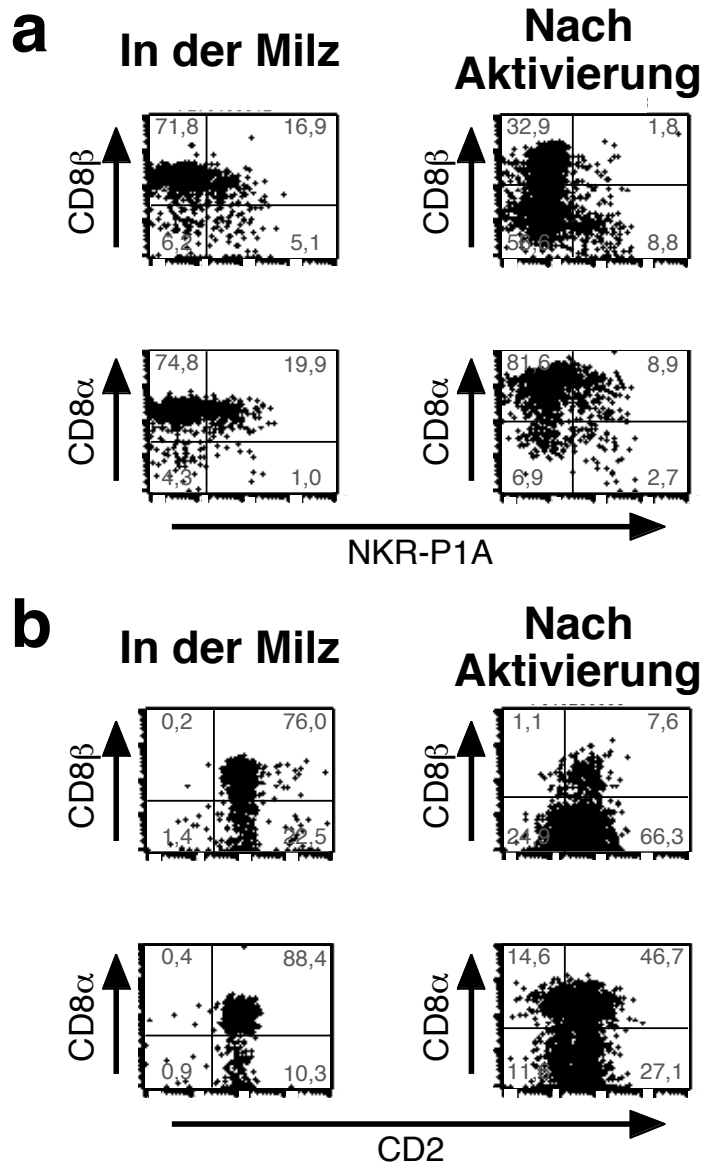 a
In der Milz
Nach
Aktivierung
CD8β
71,8
16,9
6,2
5,1
CD8β
32,9
1,8
8,8
CD8α
74,8
19,9
4,3
1,0
CD8α
81,6
8,9
6,9
2,7
NKR-P1A
b
In der Milz
Nach
Aktivierung
CD8β
0,2
76,0
1,4
22,5
CD8β
1,1
7,6
24,9
66,3
CD8α
0,4
88,4
0,9
10,3
CD8α
14,6
46,7
27,1
CD2